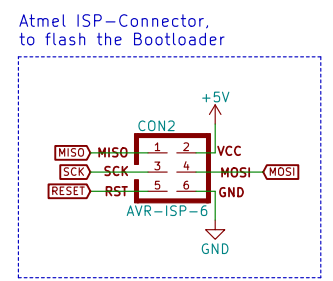 Atmel ISP-Connector,
to flash the Bootloader
+5V
CON2
MISO MISO 1 2 VCC
SCK SCK 3 4 MOSI MOSI
RESET RST 5 6 GND
AVR-ISP-6
GND